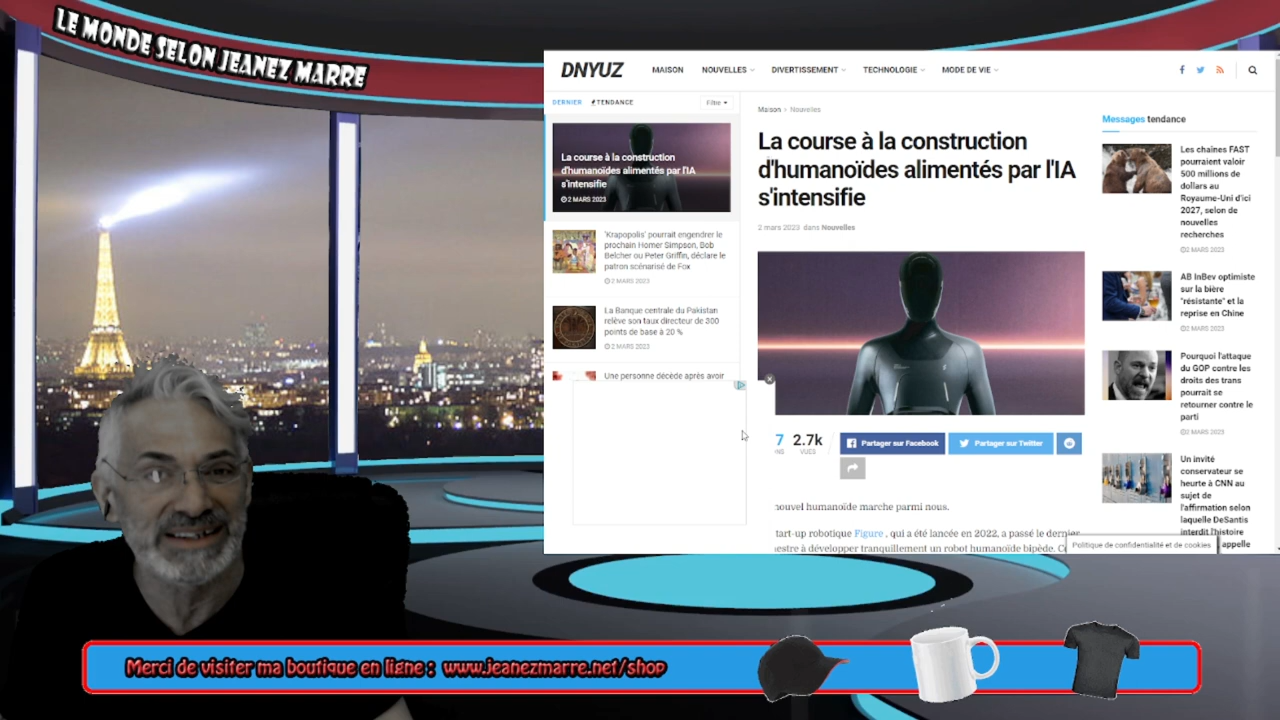 LE MONDE SELON JEANEZ MARRE
DNYUZ
MAISON NOUVELLES DIVERTISSEMENT TECHNOLOGIE MODE DE VIE
DERNIER TENDANCE Filtre
La course à la construction
d'humanoïdes alimentés par l'IA
s'intensifie
2 MARS 2023
'Krapopolis' pourrait engendrer le
prochain Homer Simpson, Bob
Belcher ou Peter Griffin, déclare le
patron scénarisé de Fox
2 MARS 2023
La Banque centrale du Pakistan
relève son taux directeur de 300
points de base à 20 %
2 MARS 2023
Une personne décède après avoir
Maison > Nouvelles
La course à la construction
d'humanoïdes alimentés par l'IA
s'intensifie
2 mars 2023 dans Nouvelles
7 2.7k
VUES
Partager sur Facebook
Partager sur Twitter
nouvel humanoïde marche parmi nous.
tart-up robotique Figure , qui a été lancée en 2022, a passé le dernier
nestre à développer tranquillement un robot humanoïde bipède.
Messages tendance
Les chaînes FAST
pourraient valoir
500 millions de
dollars au
Royaume-Uni d'ici
2027, selon de
nouvelles
recherches
2 MARS 2023
AB InBev optimiste
sur la bière
"résistante" et la
reprise en Chine
2 MARS 2023
Pourquoi l'attaque
du GOP contre les
droits des trans
pourrait se
retourner contre le
parti
2 MARS 2023
Un invité
conservateur se
heurte à CNN au
sujet de
l'affirmation selon
laquelle DeSantis
interdit l'histoire
appelle
Politique de confidentialité et de cookies
Merci de visiter ma boutique en ligne : www.jeanezmarre.net/shop